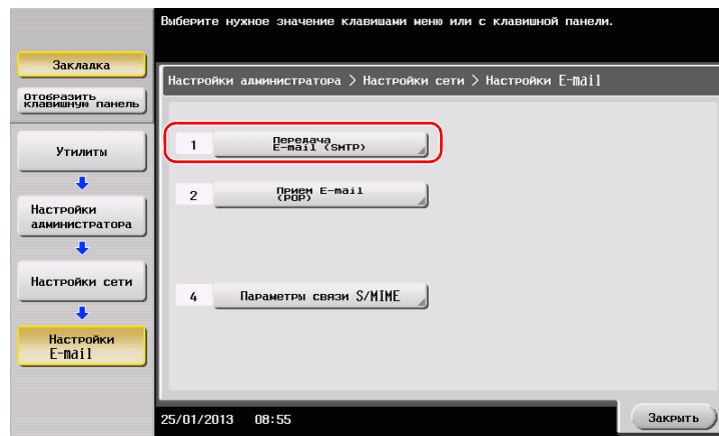 Выберите нужное значение клавишами меню или с клавишной панели.
Закладка
Отобразить
клавишную панель
Утилиты
Настройки
администратора
Настройки сети
Настройки
E-mail
Настройки администратора > Настройки сети > Настройки E-mail
1 Передача
E-mail (SMTP)
2 Прием E-mail
(POP)
4 Параметры связи S/MIME
25/01/2013 08:55
Закрыть